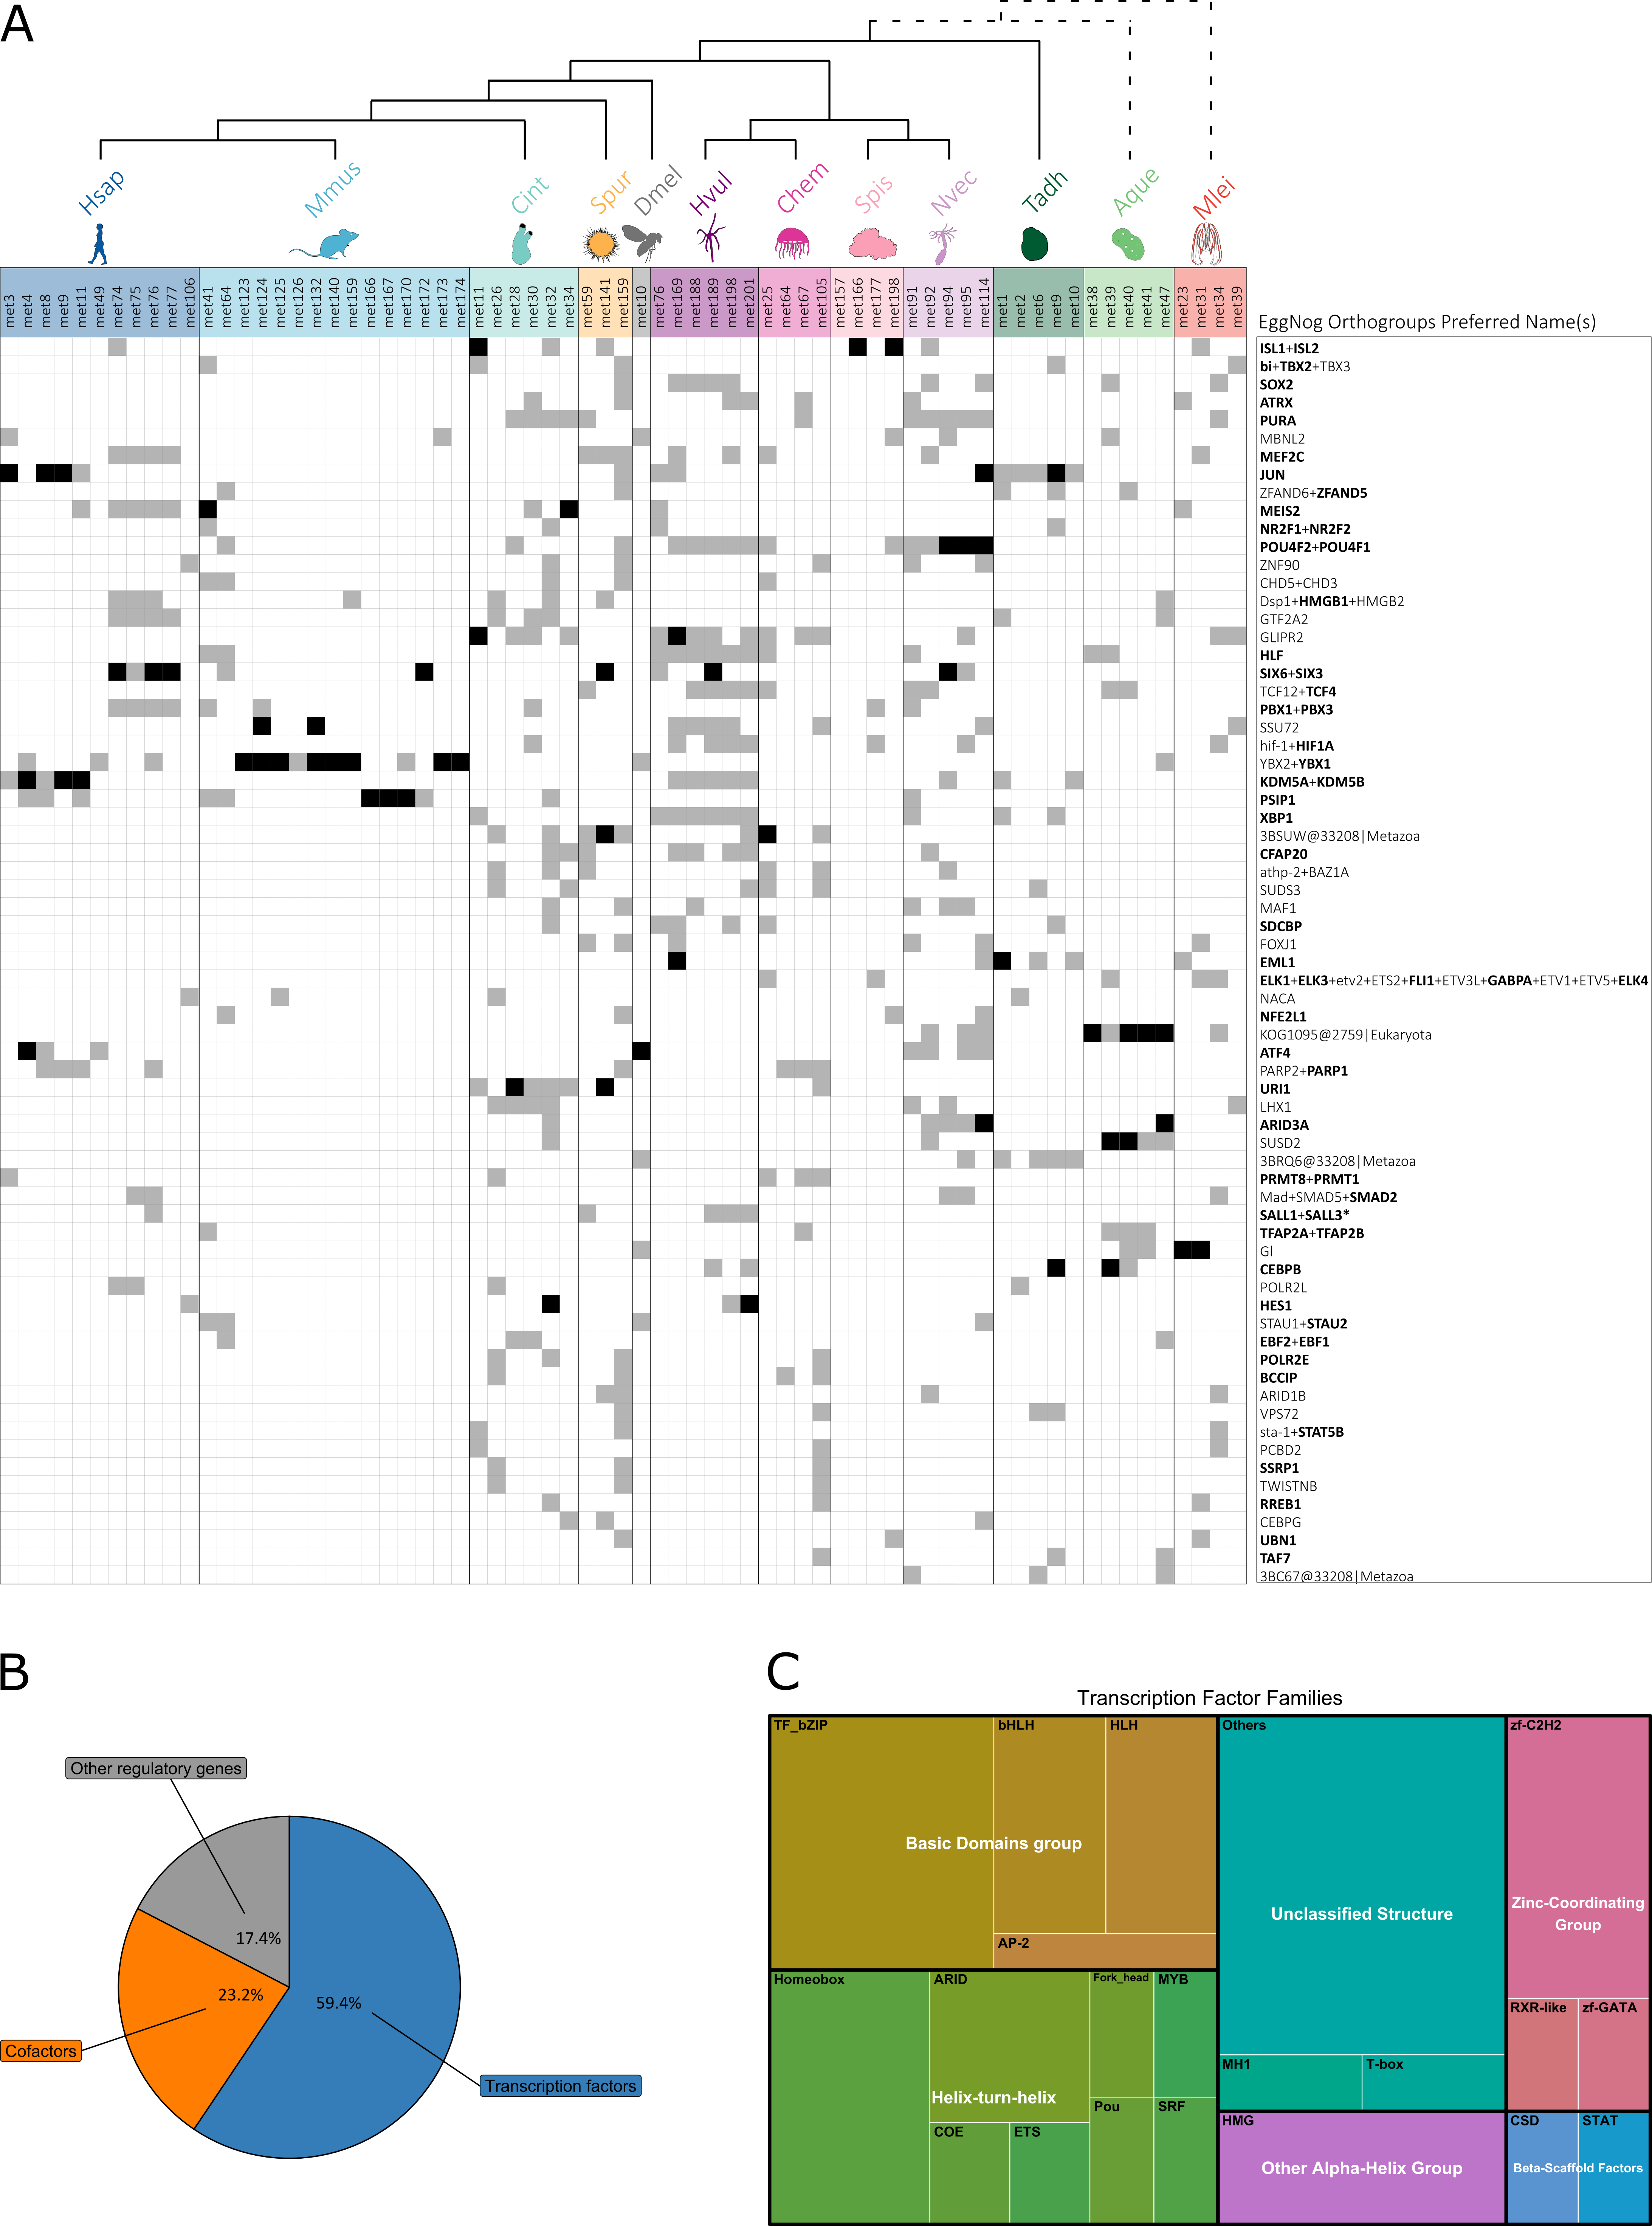 A
Hsap
Mmus
Cint
Spur
Dmel
Hvul
Chem
Spis
Nvec
Tadh
Aque
Mlei
met3
met4
met8
met9
met11
met49
met74
met75
met76
met77
met106
met41
met64
met123
met124
met125
met126
met132
met140
met159
met166
met167
met170
met172
met173
met174
met11
met26
met28
met30
met32
met34
met59
met141
met159
met10
met76
met169
met188
met189
met198
met201
met25
met64
met67
met105
met157
met166
met177
met198
met91
met92
met94
met95
met114
met1
met2
met6
met9
met10
met38
met39
met40
met41
met47
met23
met31
met34
met39
EggNog Orthogroups Preferred Name(s)
ISL1+ISL2
bi+TBX2+TBX3
SOX2
ATRX
PURA
MBNL2
MEF2C
JUN
ZFAND6+ZFAND5
MEIS2
NR2F1+NR2F2
POU4F2+POU4F1
ZNF90
CHD5+CHD3
Dsp1+HMGB1+HMGB2
GTF2A2
GLIPR2
HLF
SIX6+SIX3
TCF12+TCF4
PBX1+PBX3
SSU72
hif-1+HIF1A
YBX2+YBX1
KDM5A+KDM5B
PSIP1
XBP1
3BSUW@33208|Metazoa
CFAP20
athp-2+BAZ1A
SUDS3
MAF1
SDCBP
FOXJ1
EML1
ELK1+ELK3+etv2+ETS2+FLI1+ETV3L+GABPA+ETV1+ETV5+ELK4
NACA
NFE2L1
KOG1095@2759|Eukaryota
ATF4
PARP2+PARP1
URI1
LHX1
ARID3A
SUSD2
3BRQ6@33208|Metazoa
PRMT8+PRMT1
Mad+SMAD5+SMAD2
SALL1+SALL3*
TFAP2A+TFAP2B
CEBPB
POLR2L
HES1
STAU1+STAU2
EBF2+EBF1
POLR2E
BCCIP
ARID1B
VPS72
sta-1+STAT5B
PCBD2
SSRP1
TWISTNB
RREB1
CEBPG
UBN1
TAF7
3BC67@33208|Metazoa
B
Other regulatory genes
17.4%
23.2%
59.4%
Cofactors
Transcription factors
C
Transcription Factor Families
TF_bZIP
bHLH
HLH
Basic Domains group
AP-2
Homeobox
ARID
Fork_head
MYB
Helix-turn-helix
Pou
SRF
COE
ETS
Others
Unclassified Structure
MH1
T-box
HMG
Other Alpha-Helix Group
zf-C2H2
Zinc-Coordinating
Group
RXR-like
zf-GATA
CSD
STAT
Beta-Scaffold Factors